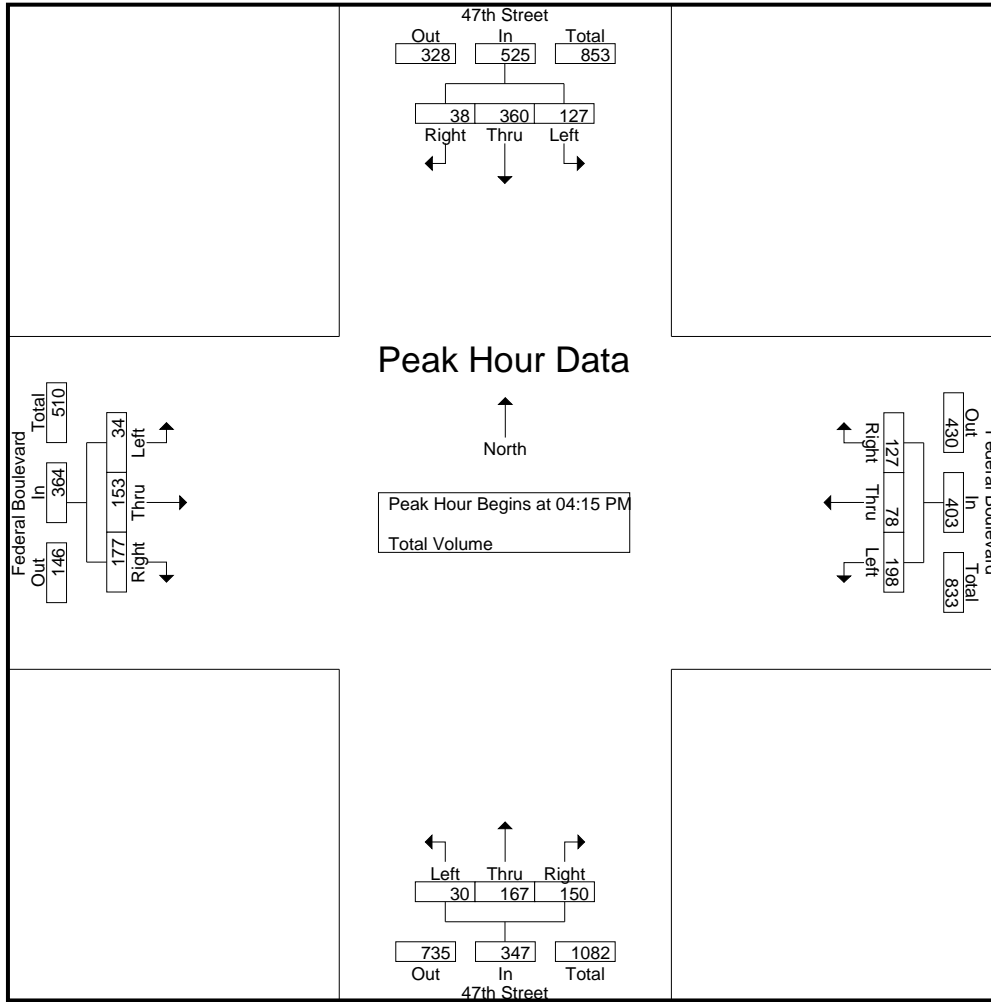 47th Street
Out In Total
328 525 853
38 360 127
Right Thru Left
Peak Hour Data
North
Peak Hour Begins at 04:15 PM
Total Volume
Federal Boulevard
Total In Out
510 364 146
34 153 177
Left Thru Right
Right Thru Left
127 78 198
Out In Total
430 403 833
Federal Boulevard
Left Thru Right
30 167 150
735 347 1082
Out In Total
47th Street